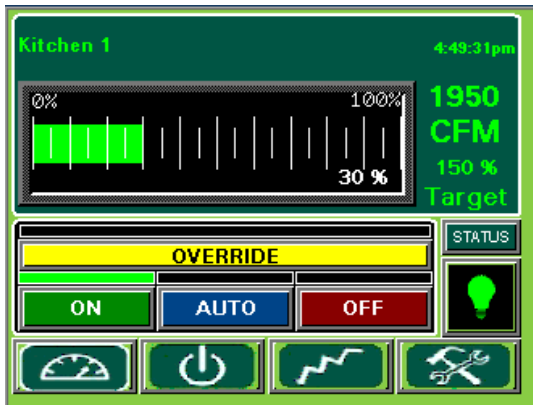 Kitchen 1
4:49:31pm
0%
100%
1950
CFM
30 %
150 %
Target
STATUS
OVERRIDE
ON
AUTO
OFF